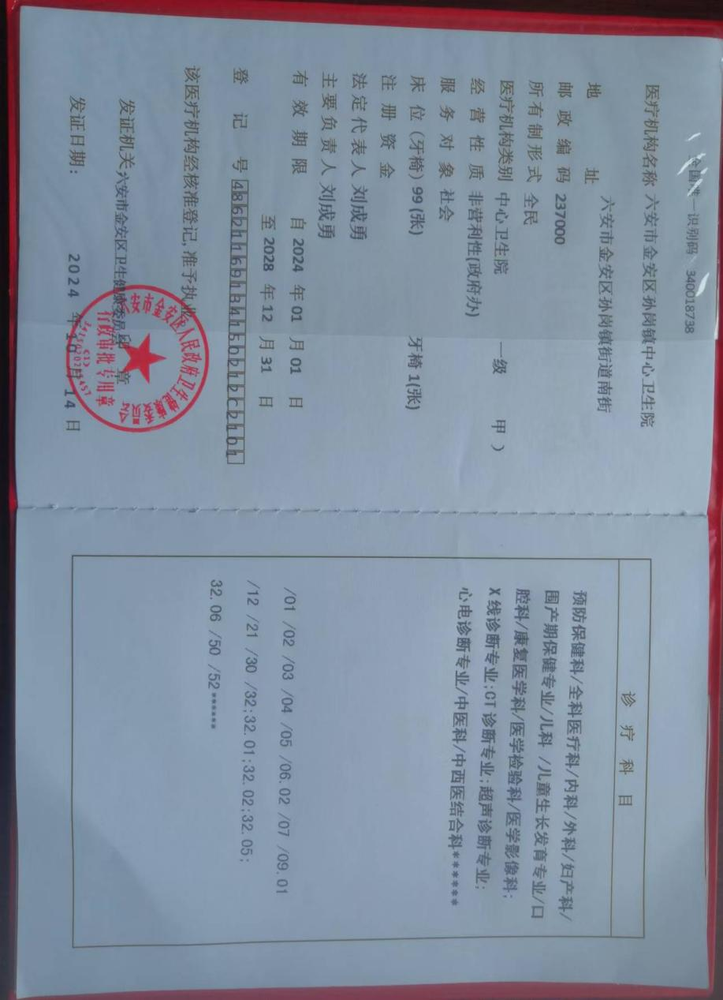 全国唯一识别码：340018738
医疗机构名称 六安市金安区孙岗镇中心卫生院
地址 六安市金安区孙岗镇街道南街
邮政编码 237000
所有制形式 全民
医疗机构类别 中心卫生院 一级 甲 )
经营性质 非营利性(政府办)
服务对象 社会
床位(牙椅) 99 (张) 牙椅 1(张)
注册资金
法定代表人 刘成勇
主要负责人 刘成勇
有效期限 自 2024 年 01 月 01 日
至 2028 年 12 月 31 日
登记号 48621169134150212C2101
该医疗机构经核准登记,准予执业
发证机关:六安市金安区卫生健康委员会 章
发证日期: 2024 年 10 月 14 日
行政审批专用章
(1)
诊疗科目
预防保健科/全科医疗科/内科/外科/妇产科/
围产期保健专业/儿科 /儿童生长发育专业/口
腔科/康复医学科/医学检验科/医学影像科;
X线诊断专业;CT 诊断专业;超声诊断专业;
心电诊断专业/中医科/中西医结合科******
/01 /02 /03 /04 /05 /06.02 /07 /09.01
/12 /21 /30 /32;32.01;32.02;32.05;
32.06 /50 /52******